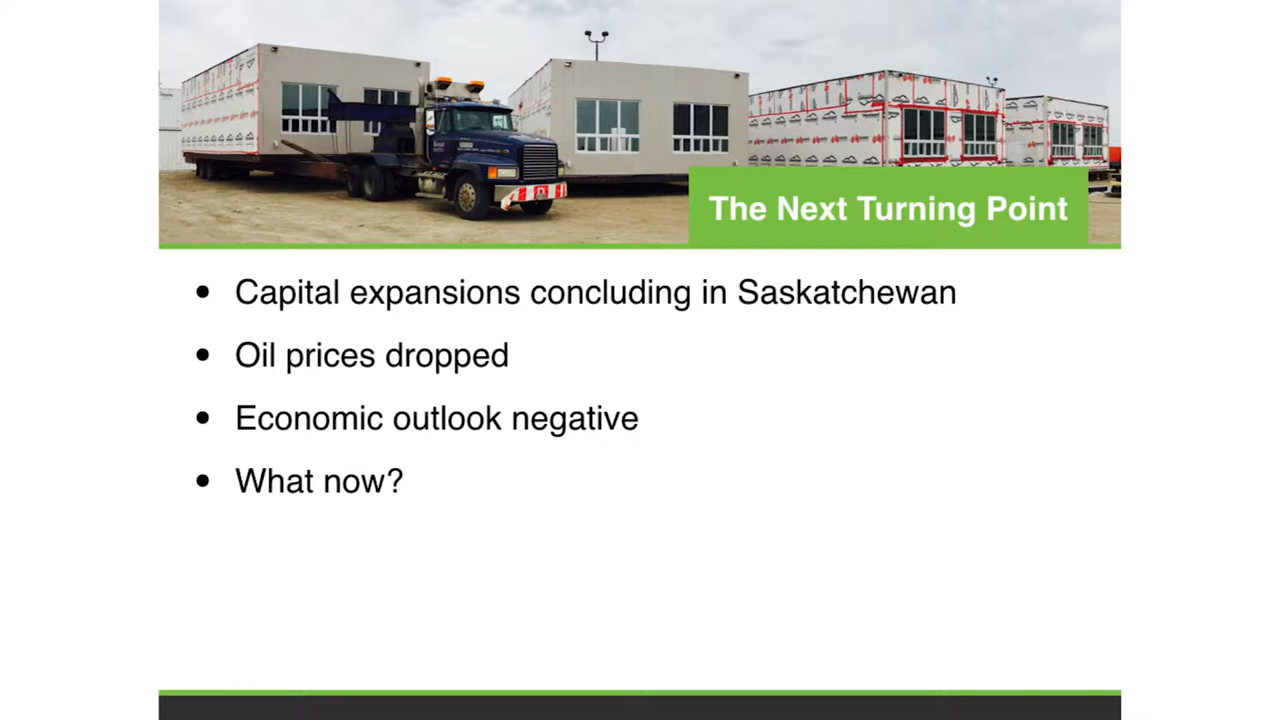 The Next Turning Point
• Capital expansions concluding in Saskatchewan
• Oil prices dropped
• Economic outlook negative
• What now?